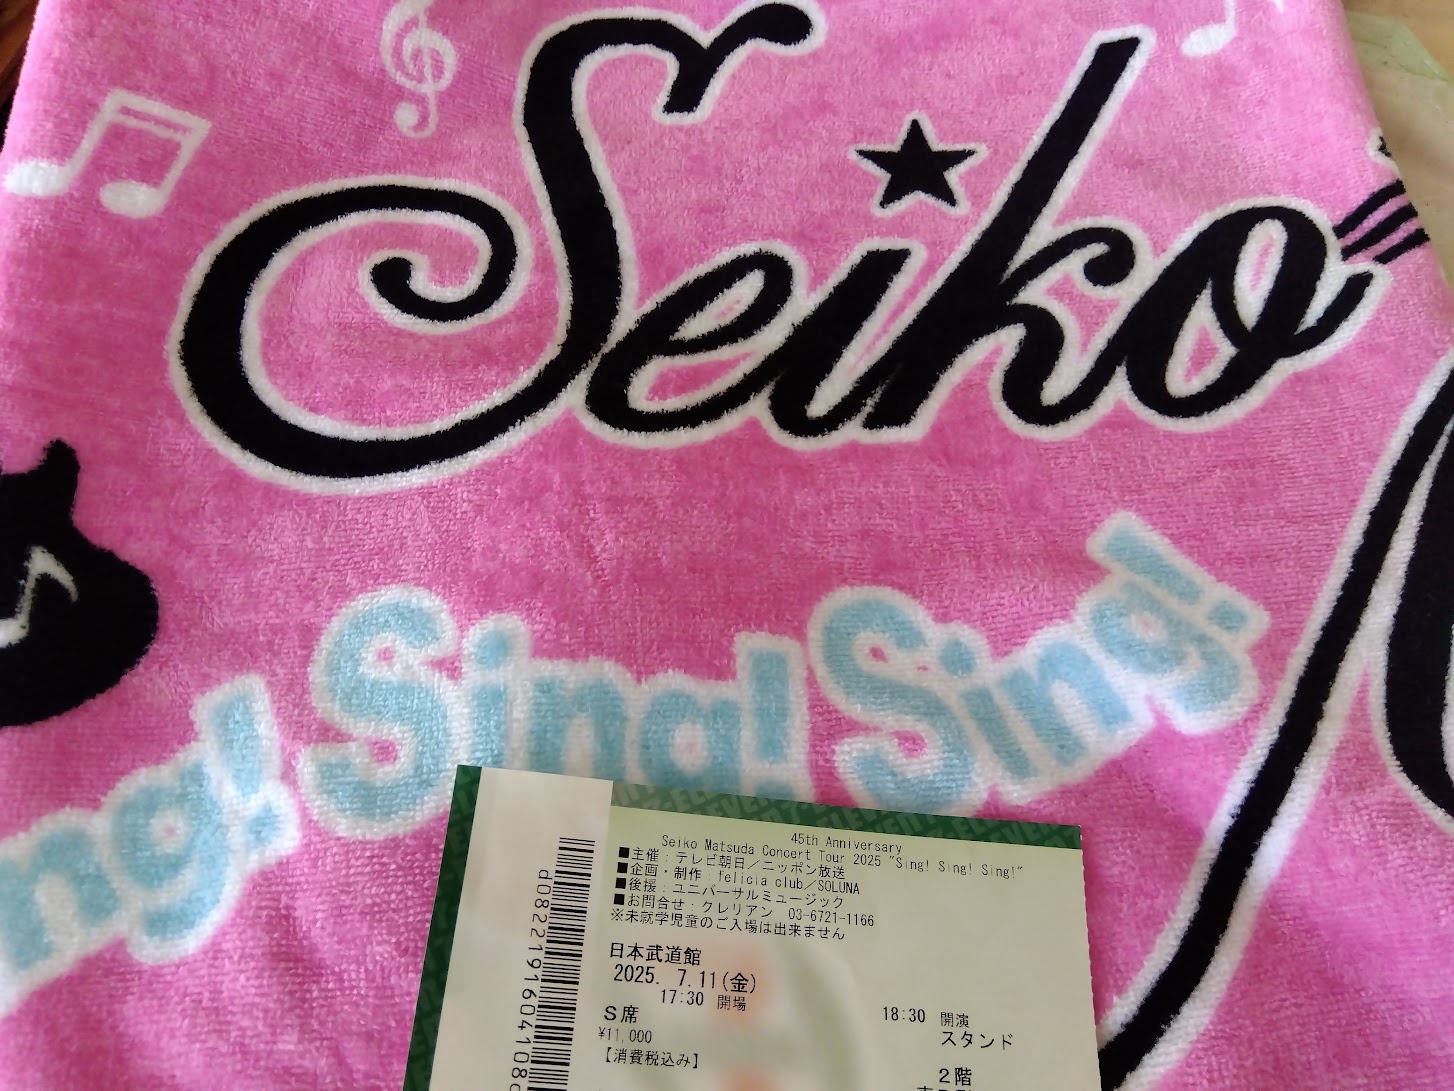 Seiko
ng! Sing! Sing!
45th Anniversary
Seiko Matsuda Concert Tour 2025 "Sing! Sing! Sing!"
■主催：テレビ朝日／ニッポン放送
■企画・制作：felicia club／SOLUNA
■後援：ユニバーサルミュージック
■お問合せ：クレリアン 03-6721-1166
※未就学児童のご入場は出来ません
日本武道館
2025. 7.11(金)
17:30 開場 18:30 開演
S席 スタンド
¥11,000
【消費税込み】
2階